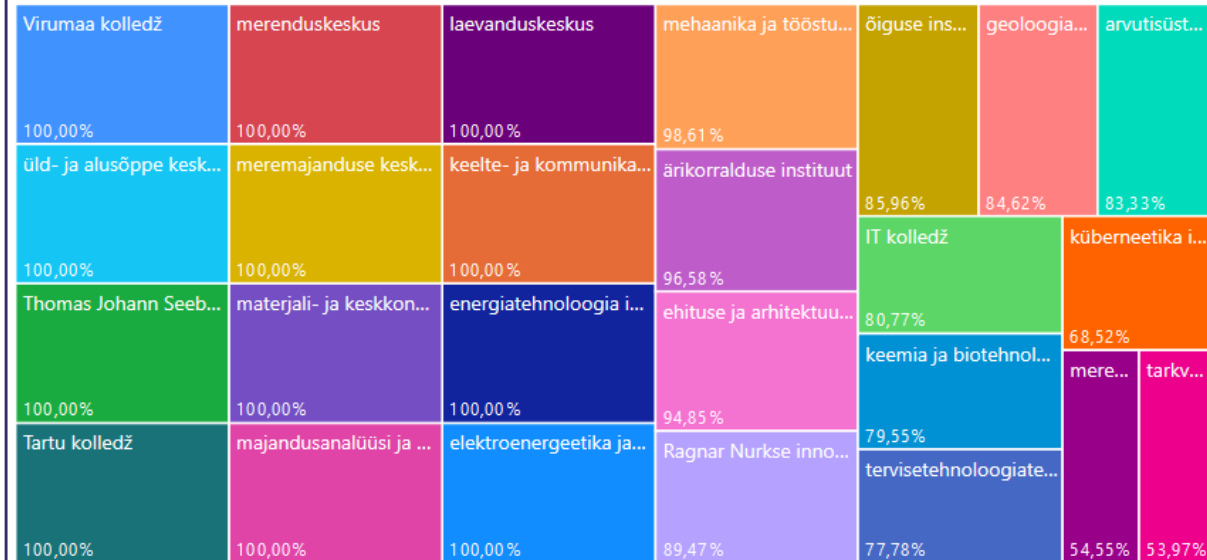 Virumaa kolledž
100,00%
merenduskeskus
100,00%
laevanduskeskus
100,00%
mehaanika ja tööstu...
98,61%
õiguse ins...
85,96%
geoloogia...
84,62%
arvutisüst...
83,33%
üld- ja alusõppe kesk...
100,00%
meremajanduse kesk...
100,00%
keelte- ja kommunika...
100,00%
ärikorralduse instituut
96,58%
IT kolledž
80,77%
küberneetika i...
68,52%
Thomas Johann Seeb...
100,00%
materjali- ja keskkon...
100,00%
energiatehnoloogia i...
100,00%
ehituse ja arhitektuu...
94,85%
keemia ja biotehnol...
79,55%
mere...
54,55%
tarkv...
53,97%
Tartu kolledž
100,00%
majandusanalüüsi ja ...
100,00%
elektroenergeetika ja...
100,00%
Ragnar Nurkse inno...
89,47%
tervisetehnoloogiate...
77,78%